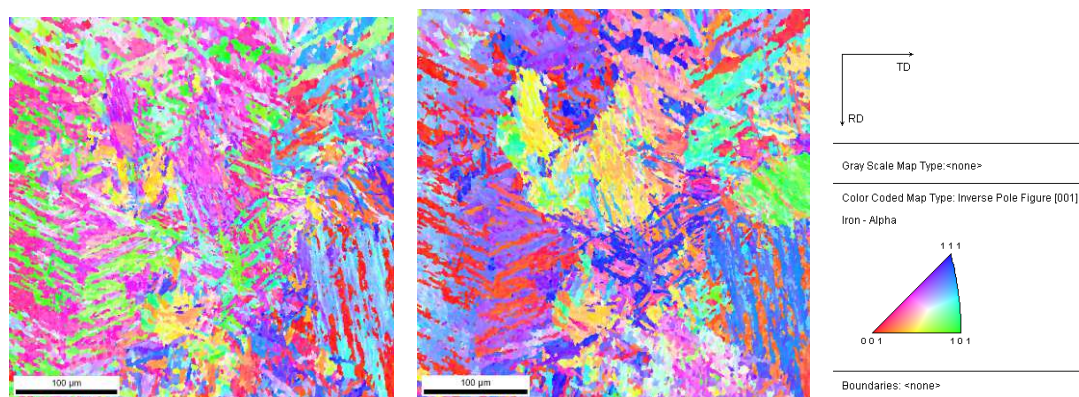 TD
RD
Gray Scale Map Type:<none>
Color Coded Map Type: Inverse Pole Figure [001]
Iron - Alpha
1 1 1
0 0 1
1 0 1
Boundaries: <none>
100 µm
100 µm